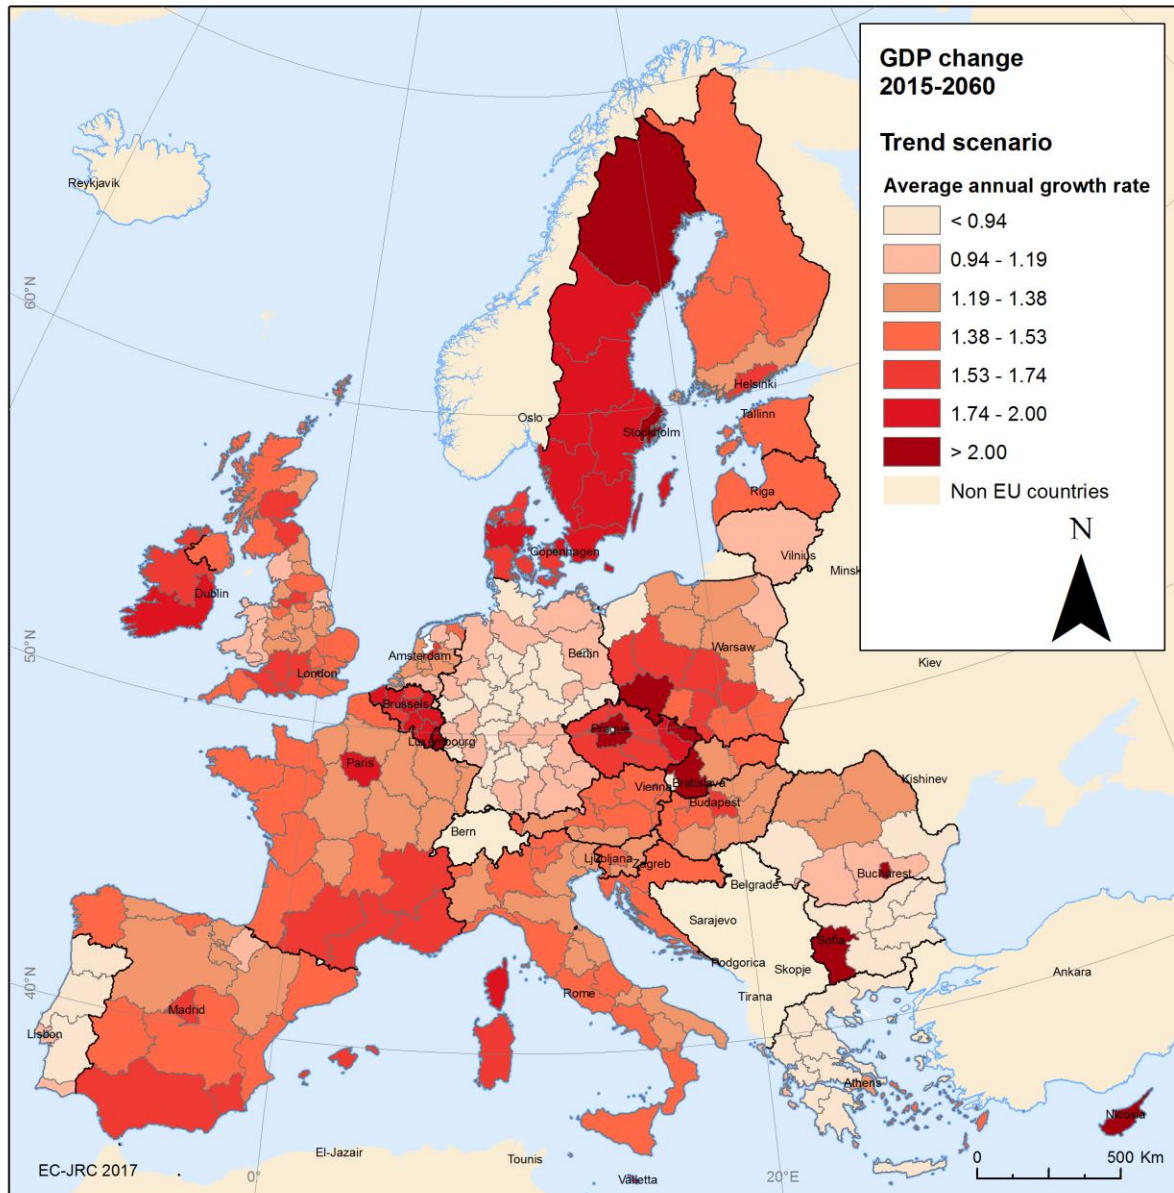 GDP change
2015-2060
Trend scenario
Average annual growth rate
< 0.94
0.94 - 1.19
1.19 - 1.38
1.38 - 1.53
1.53 - 1.74
1.74 - 2.00
> 2.00
Non EU countries
N
Reykjavik
60°N
Oslo
Helsinki
Tallinn
Stockholm
Riga
Copenhagen
Vilnius
Minsk
Dublin
50°N
Amsterdam
Berlin
Warsaw
Kiev
London
Brussels
Prague
Luxembourg
Paris
Kishinev
Vienna
Bratislava
Budapest
Bern
Ljubljana
Zagreb
Bucharest
Belgrade
Sarajevo
Sofia
Podgorica
Skopje
Ankara
40°N
Madrid
Rome
Tirana
Lisbon
Athens
Nicosia
El-Jazair
Tounis
EC-JRC 2017
0°
Valletta
20°E
0
500 Km